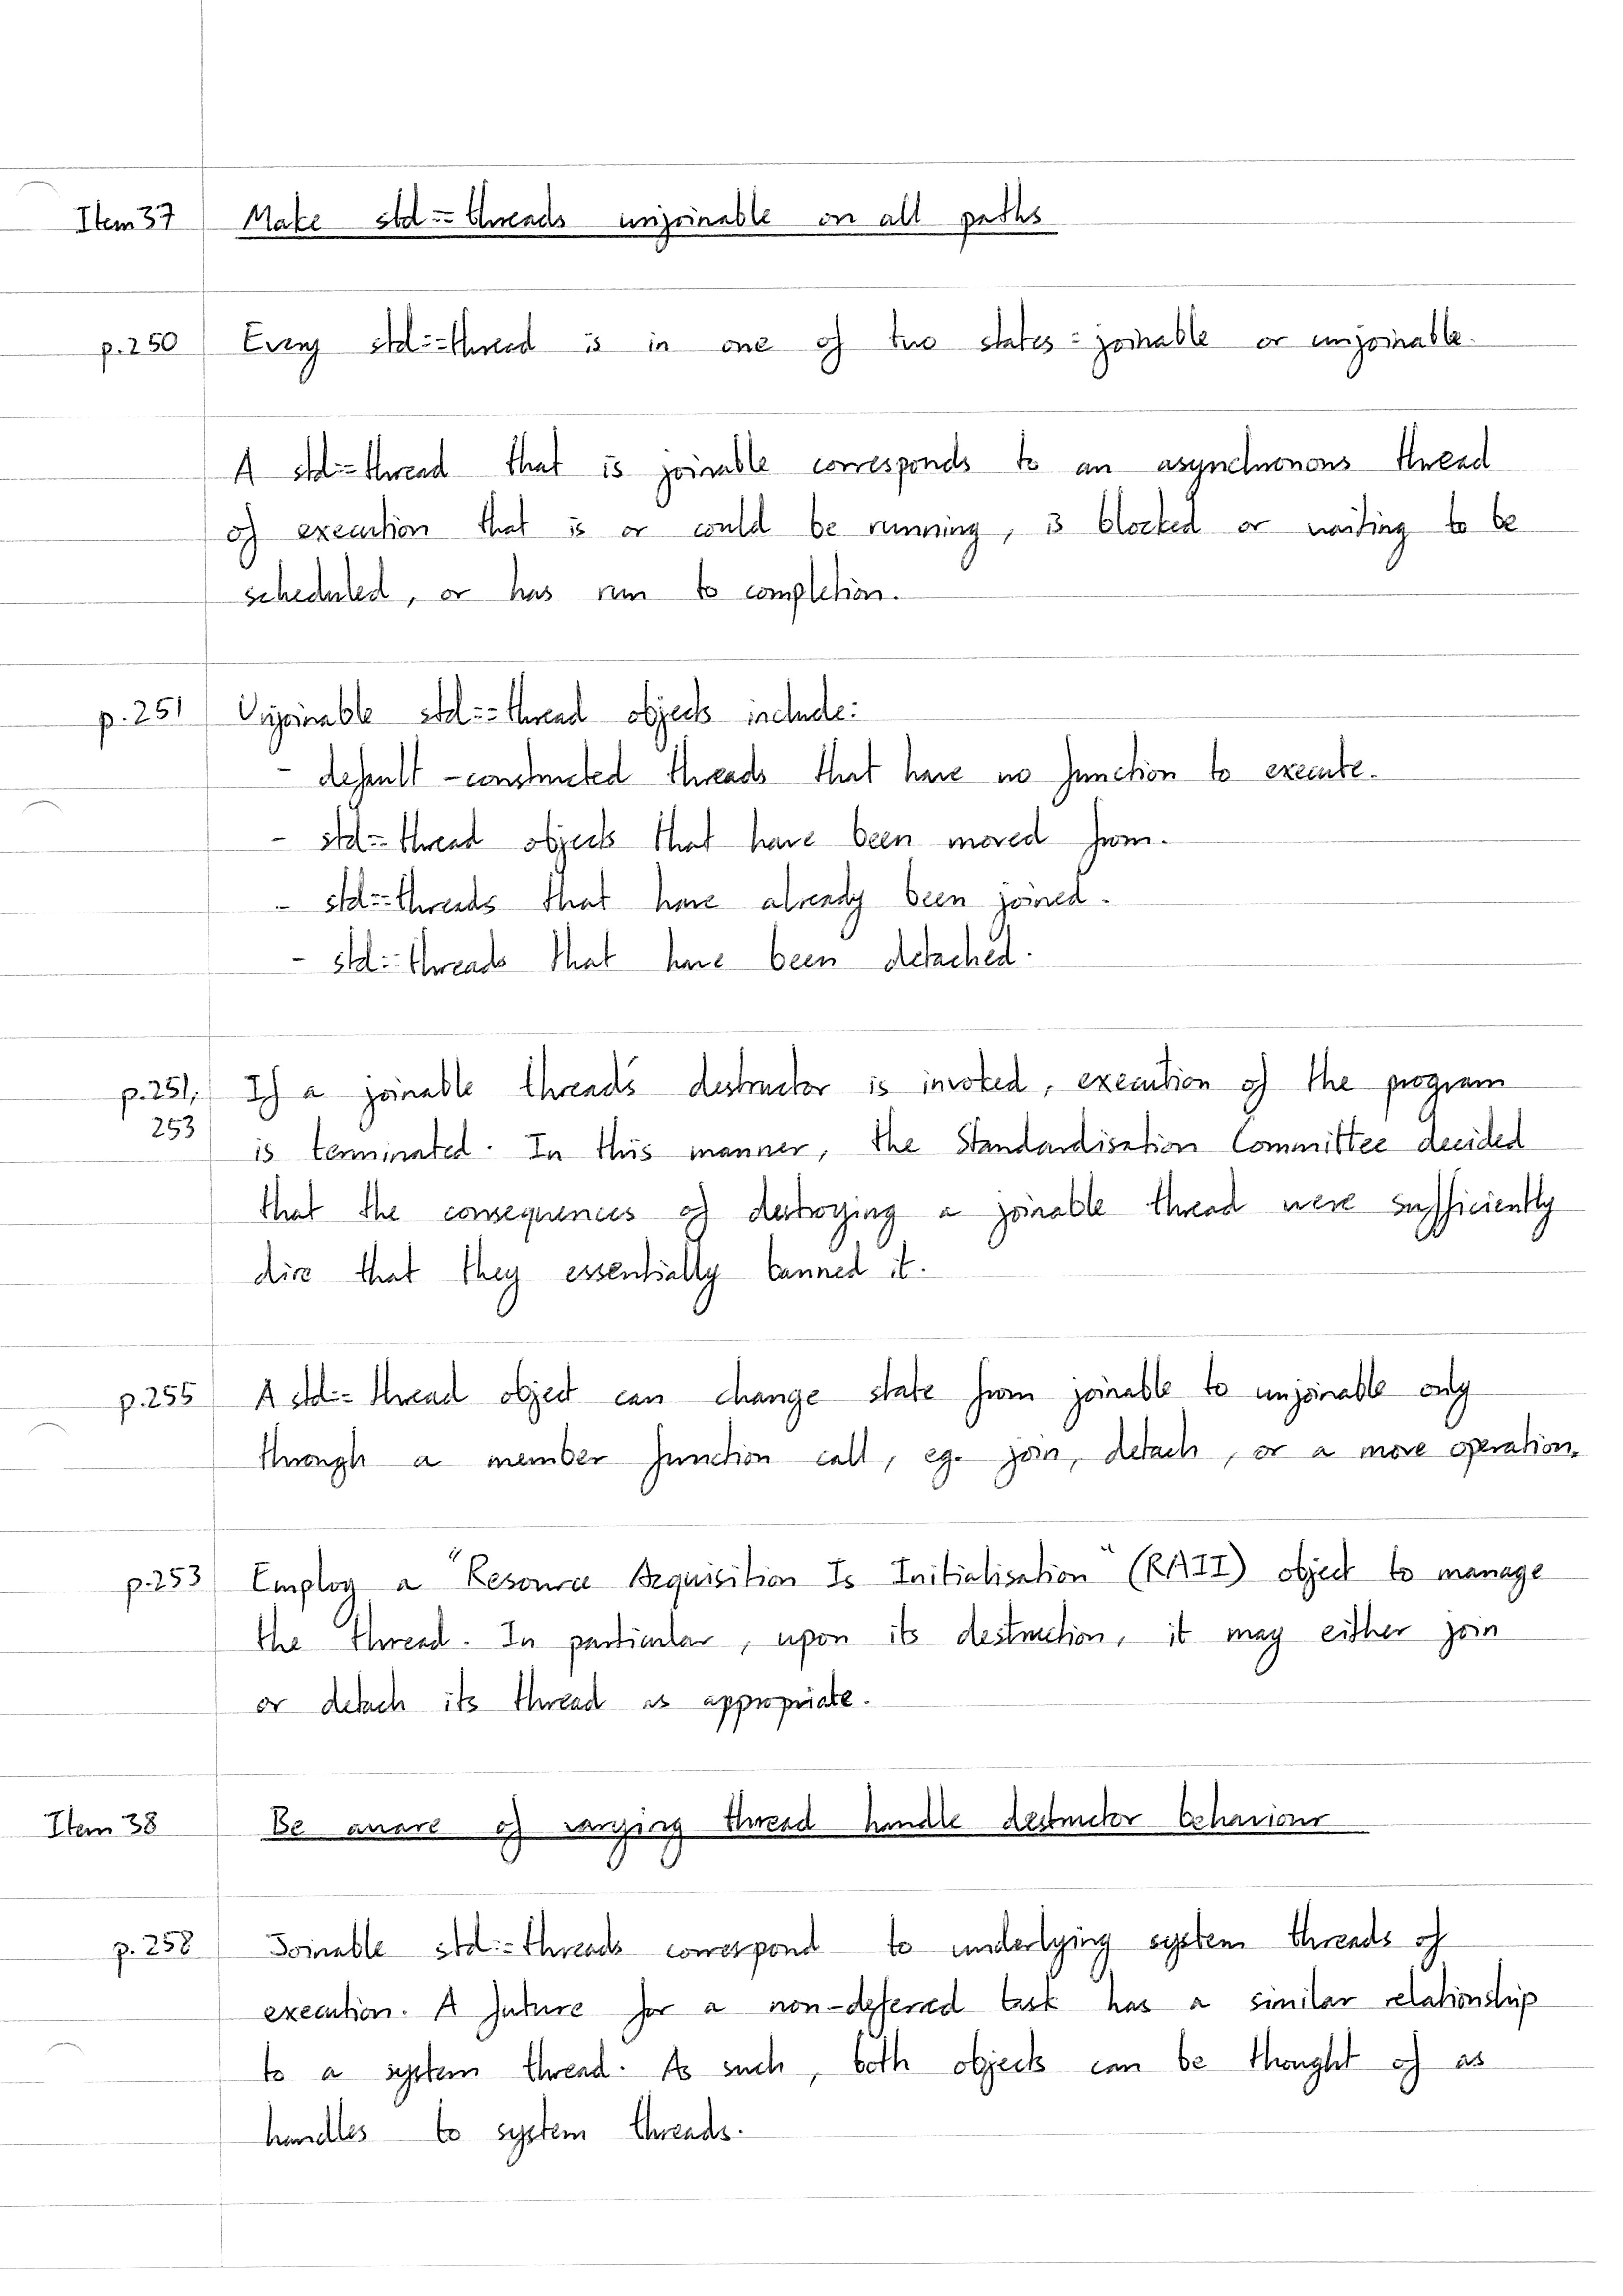 Item 37 Make std::threads unjoinable on all paths
p.250 Every std::thread is in one of two states: joinable or unjoinable.
A std::thread that is joinable corresponds to an asynchronous thread
of execution that is or could be running, is blocked or waiting to be
scheduled, or has run to completion.
p.251 Unjoinable std::thread objects include:
- default-constructed threads that have no function to execute.
- std::thread objects that have been moved from.
- std::threads that have already been joined.
- std::threads that have been detached.
p.251; If a joinable thread's destructor is invoked, execution of the program
253 is terminated. In this manner, the Standardisation Committee decided
that the consequences of destroying a joinable thread were sufficiently
dire that they essentially banned it.
p.255 A std::thread object can change state from joinable to unjoinable only
through a member function call, eg. join, detach, or a move operation.
p.253 Employ a "Resource Acquisition Is Initialisation" (RAII) object to manage
the thread. In particular, upon its destruction, it may either join
or detach its thread as appropriate.
Item 38 Be aware of varying thread handle destructor behaviour
p.258 Joinable std::threads correspond to underlying system threads of
execution. A future for a non-deferred task has a similar relationship
to a system thread. As such, both objects can be thought of as
handles to system threads.